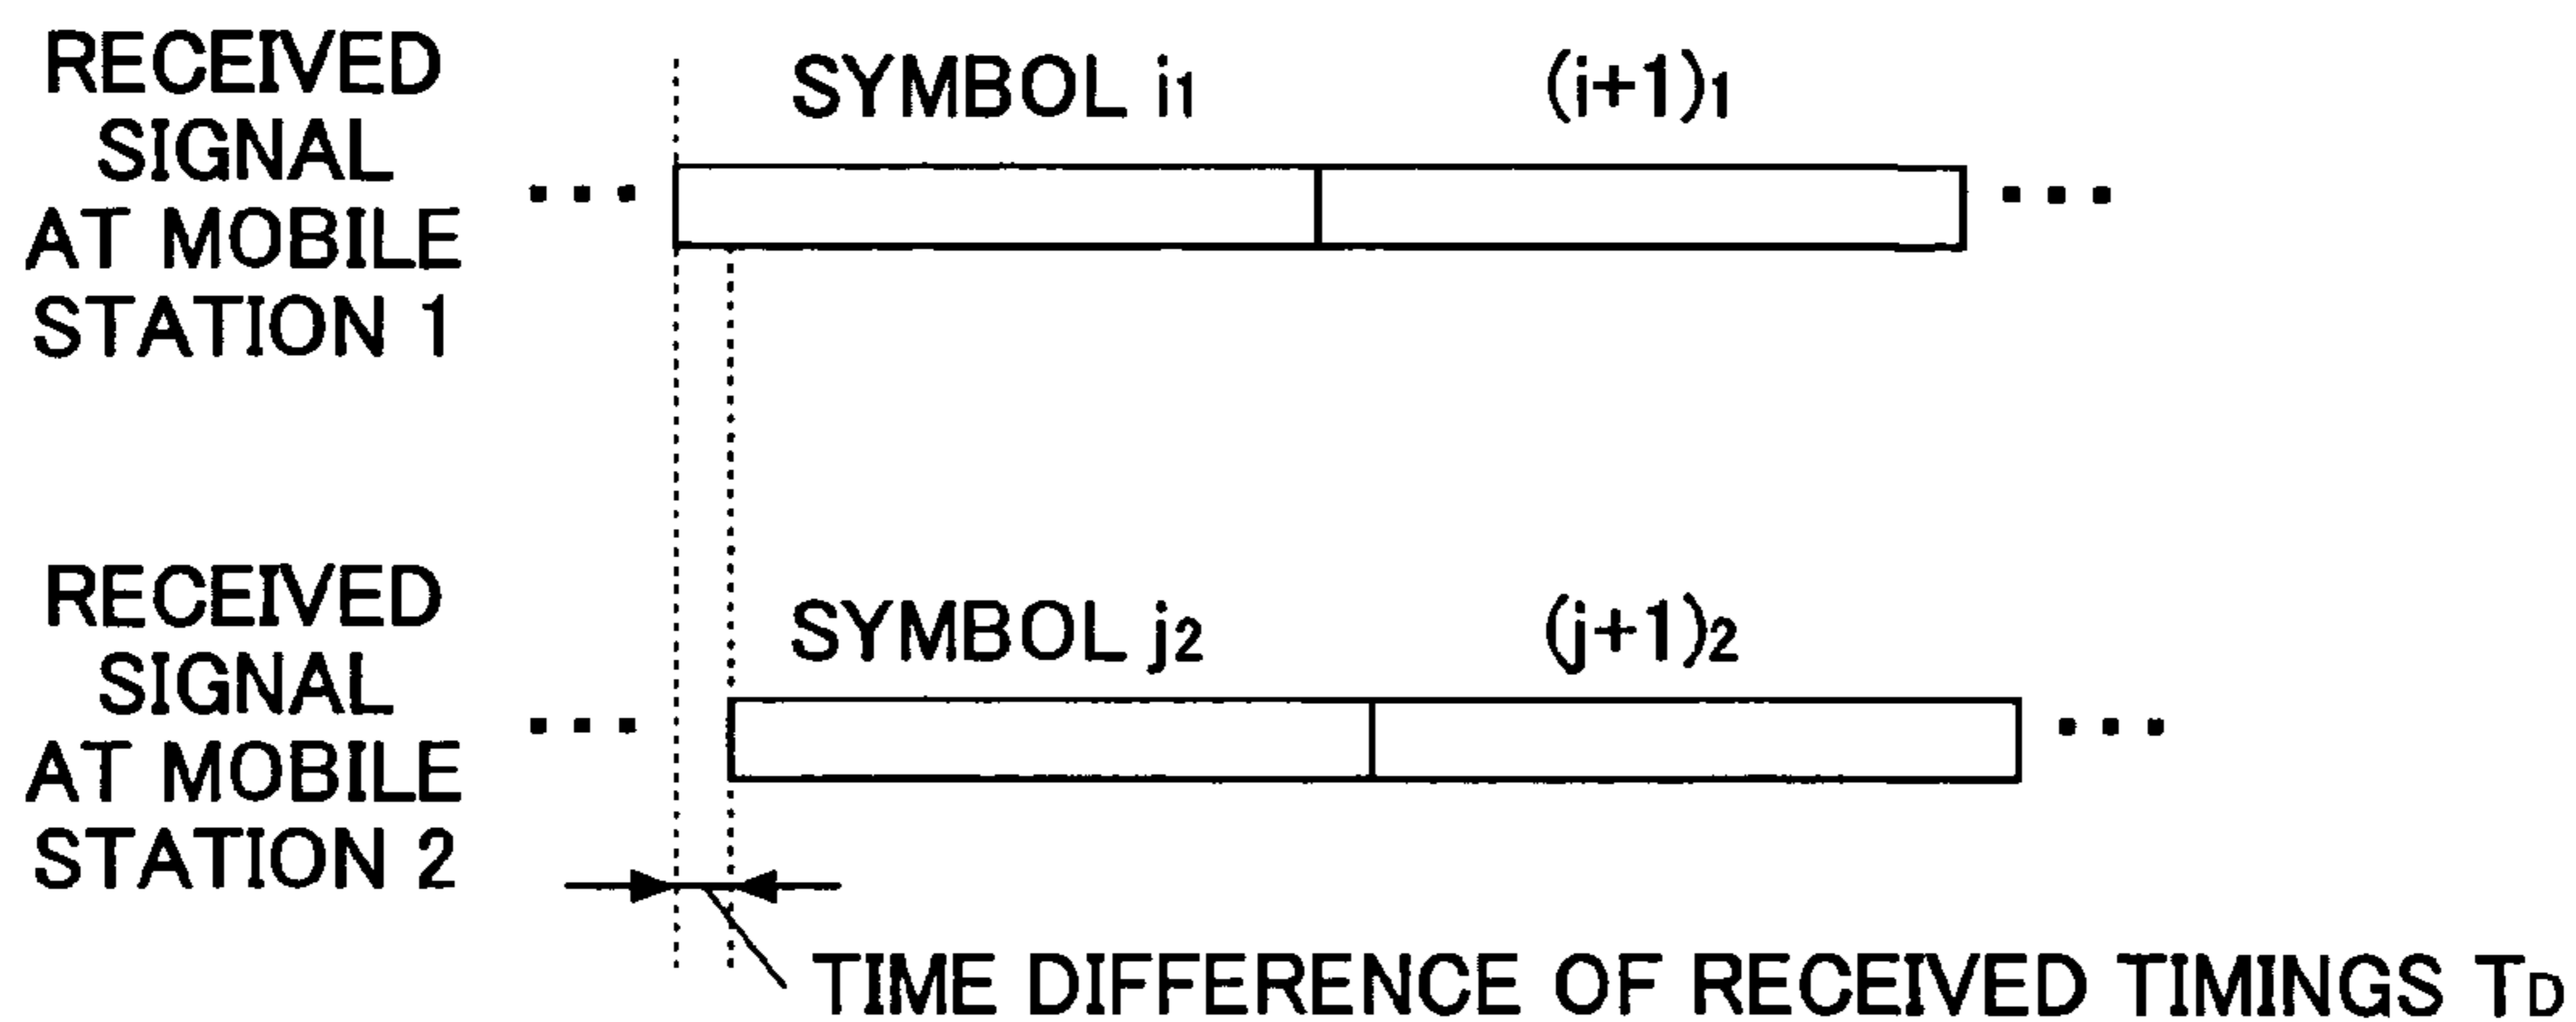 RECEIVED
SIGNAL
AT MOBILE
STATION 1
SYMBOL i1
(i+1)1
RECEIVED
SIGNAL
AT MOBILE
STATION 2
SYMBOL j2
(j+1)2
TIME DIFFERENCE OF RECEIVED TIMINGS TD